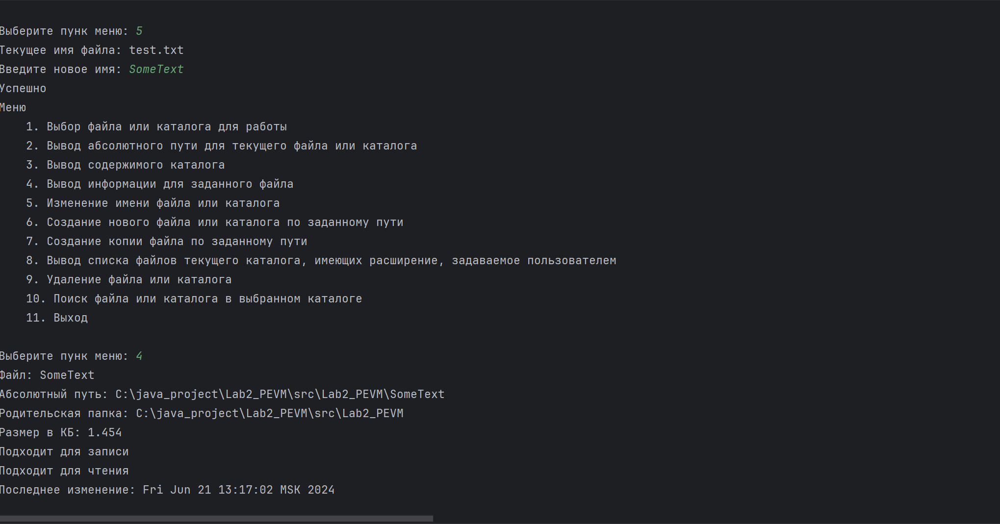 Выберите пунк меню: 5
Текущее имя файла: test.txt
Введите новое имя: SomeText
Успешно
Меню
1. Выбор файла или каталога для работы
2. Вывод абсолютного пути для текущего файла или каталога
3. Вывод содержимого каталога
4. Вывод информации для заданного файла
5. Изменение имени файла или каталога
6. Создание нового файла или каталога по заданному пути
7. Создание копии файла по заданному пути
8. Вывод списка файлов текущего каталога, имеющих расширение, задаваемое пользователем
9. Удаление файла или каталога
10. Поиск файла или каталога в выбранном каталоге
11. Выход
Выберите пунк меню: 4
Файл: SomeText
Абсолютный путь: C:\java_project\Lab2_PEVM\src\Lab2_PEVM\SomeText
Родительская папка: C:\java_project\Lab2_PEVM\src\Lab2_PEVM
Размер в КБ: 1.454
Подходит для записи
Подходит для чтения
Последнее изменение: Fri Jun 21 13:17:02 MSK 2024